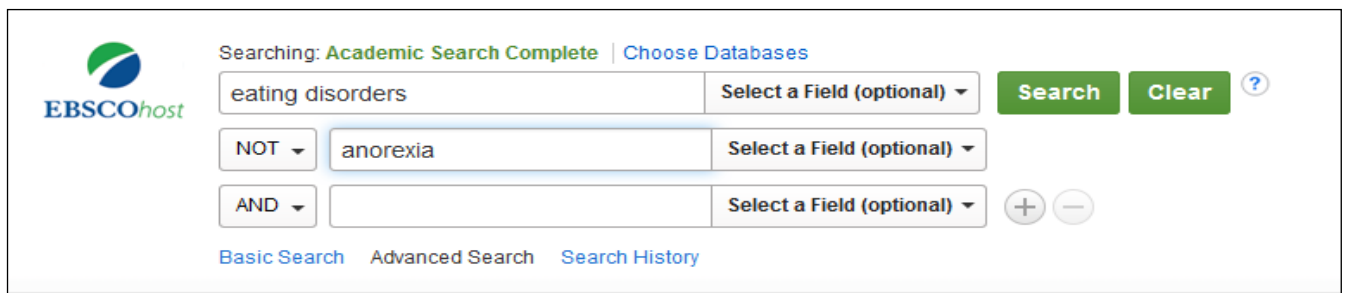 Searching: Academic Search Complete | Choose Databases
EBSCOhost
eating disorders Select a Field (optional) Search Clear ?
NOT anorexia Select a Field (optional)
AND Select a Field (optional)
Basic Search Advanced Search Search History